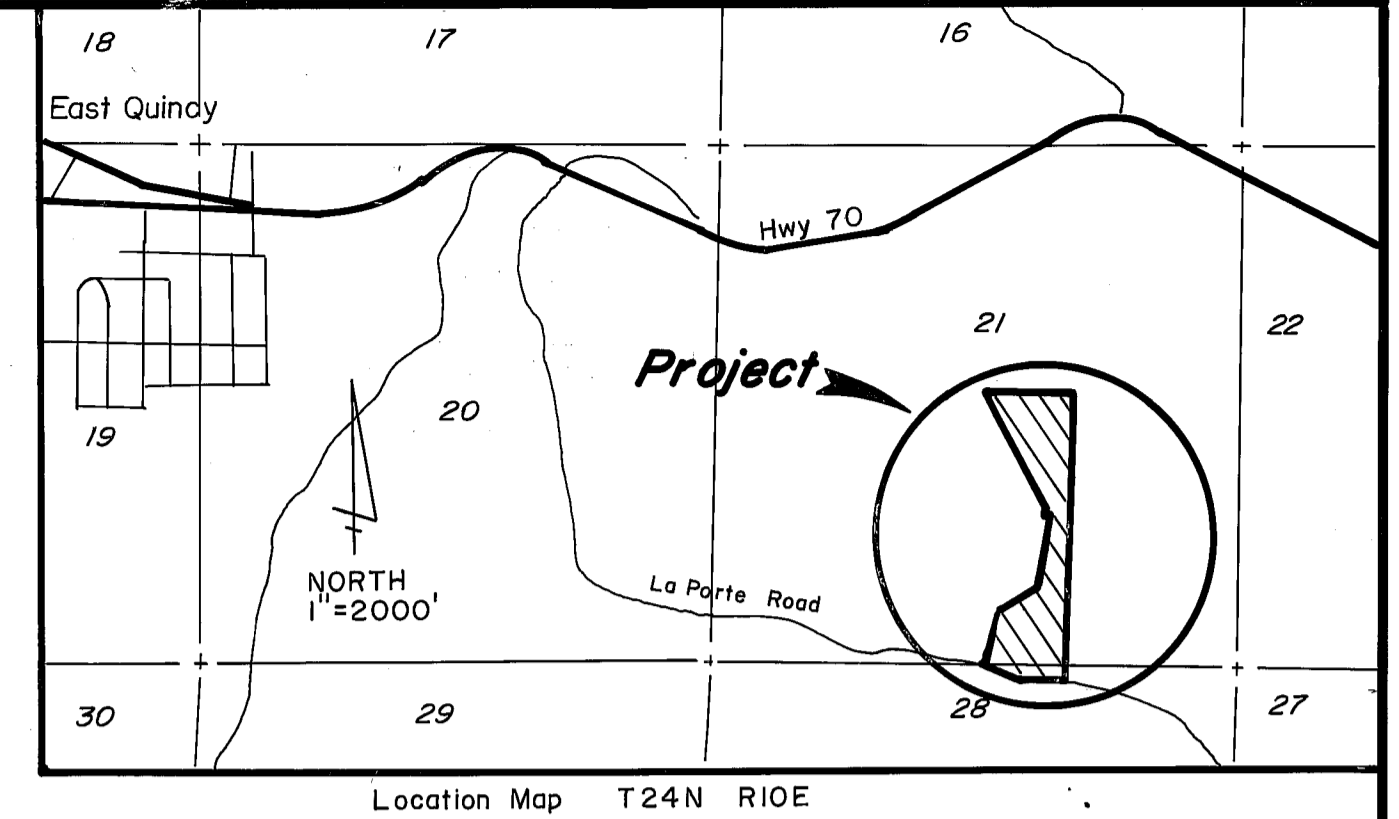 18
17
16
East Quincy
Hwy 70
21
22
Project
20
19
NORTH
1"=2000'
La Porte Road
30
29
28
27
Location Map T24N R10E